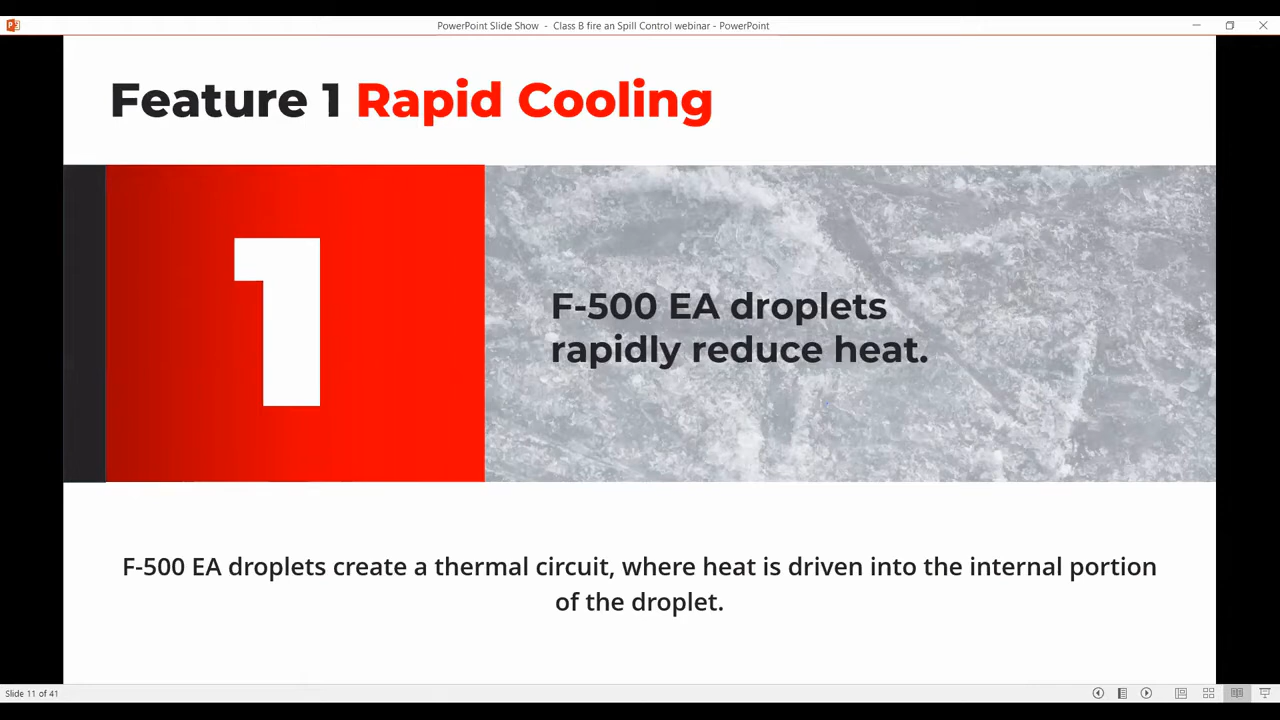 PowerPoint Slide Show - Class B fire an Spill Control webinar - PowerPoint
Feature 1 Rapid Cooling
1
F-500 EA droplets
rapidly reduce heat.
F-500 EA droplets create a thermal circuit, where heat is driven into the internal portion
of the droplet.
Slide 11 of 41